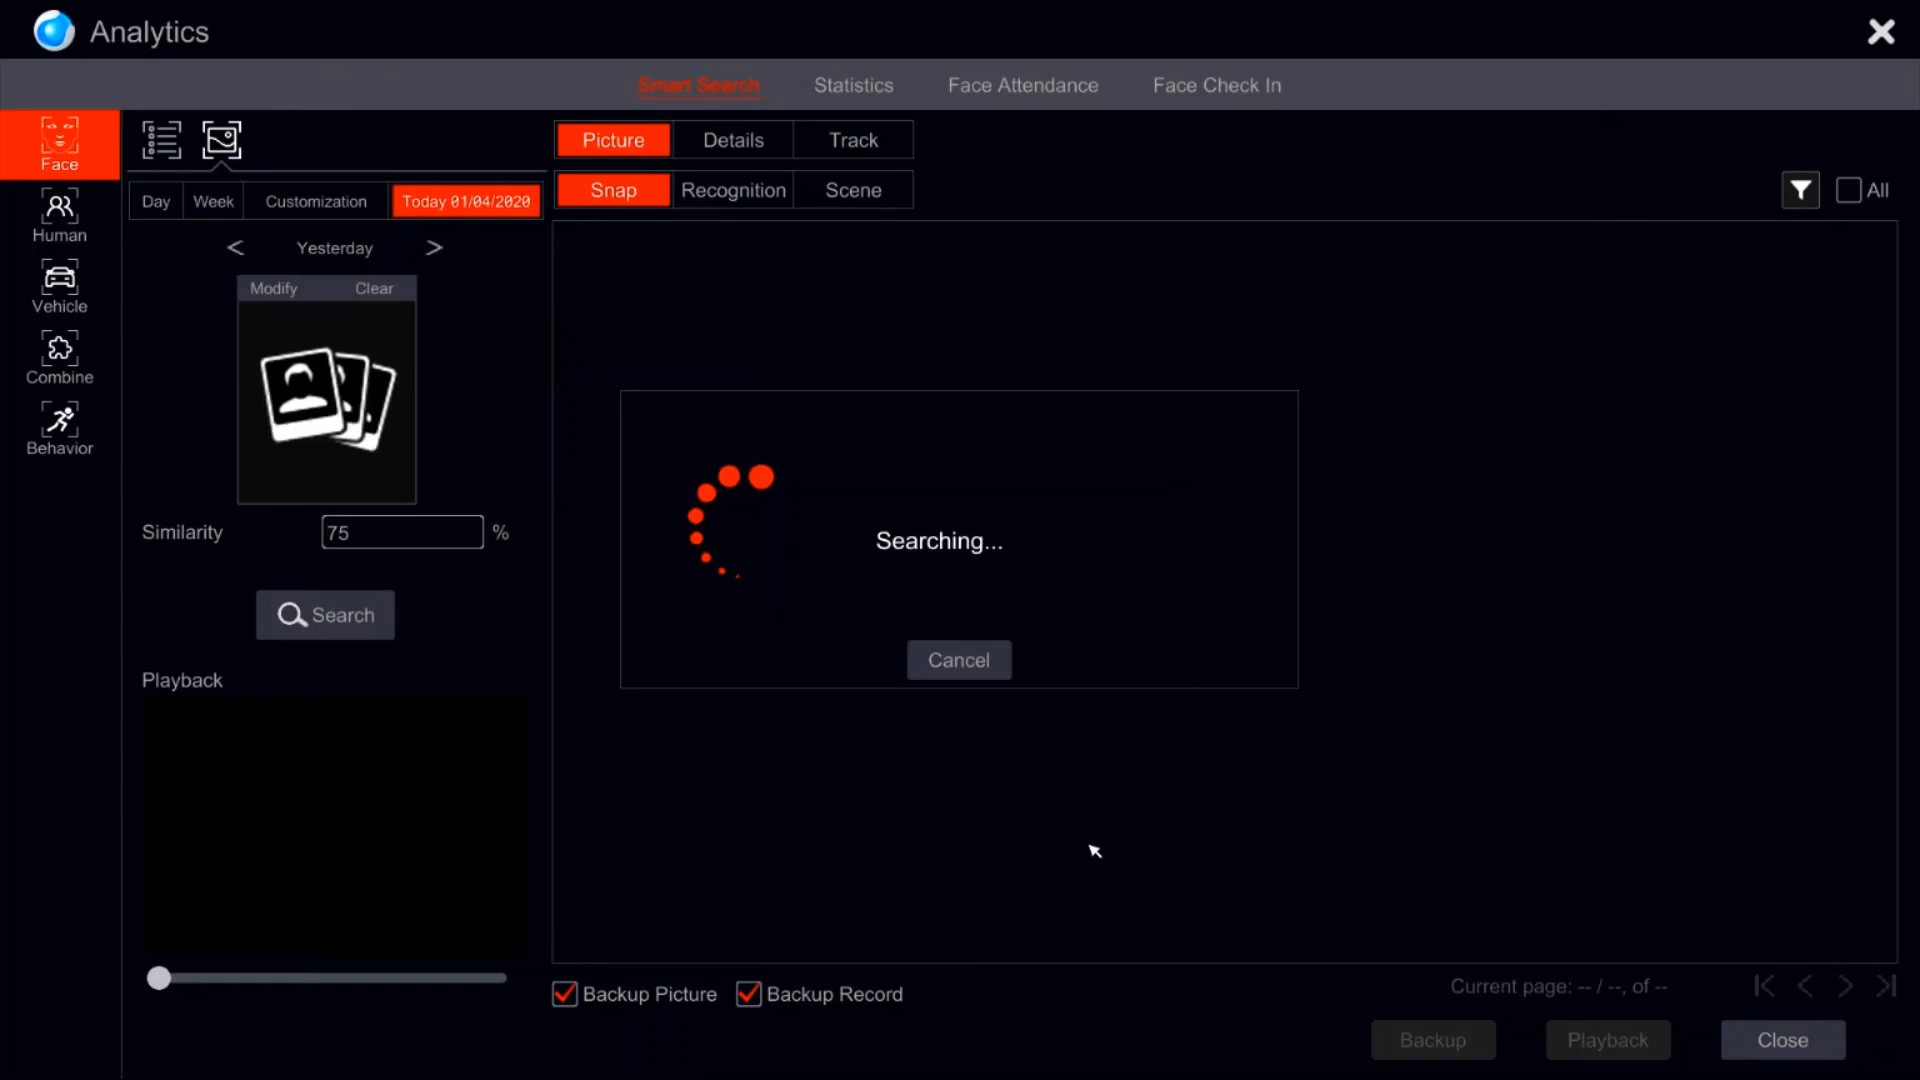 Analytics
Smart Search Statistics Face Attendance Face Check In
Face
Human
Vehicle
Combine
Behavior
Day Week Customization Today 01/04/2020
< Yesterday >
Modify Clear
Similarity 75 %
Search
Playback
Picture Details Track
Snap Recognition Scene
All
Searching...
Cancel
Backup Picture Backup Record
Current page: -- / --, of --
Backup Playback Close